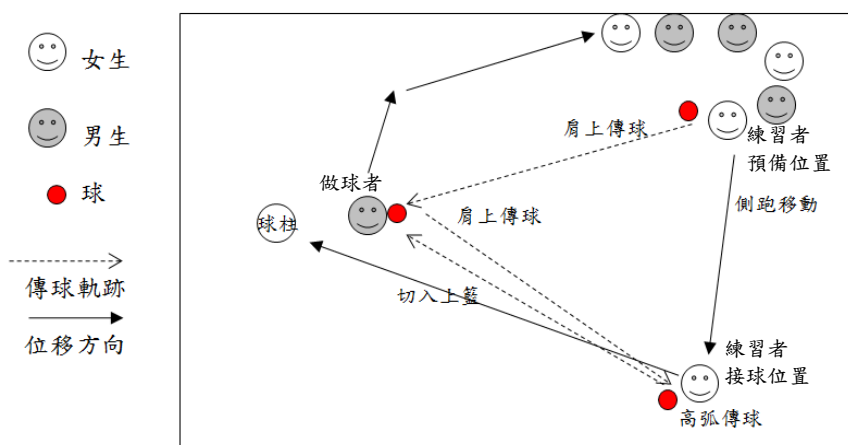 女生
男生
球
傳球軌跡
位移方向
肩上傳球
練習者
預備位置
做球者
側跑移動
球柱
肩上傳球
切入上籃
練習者
接球位置
高弧傳球